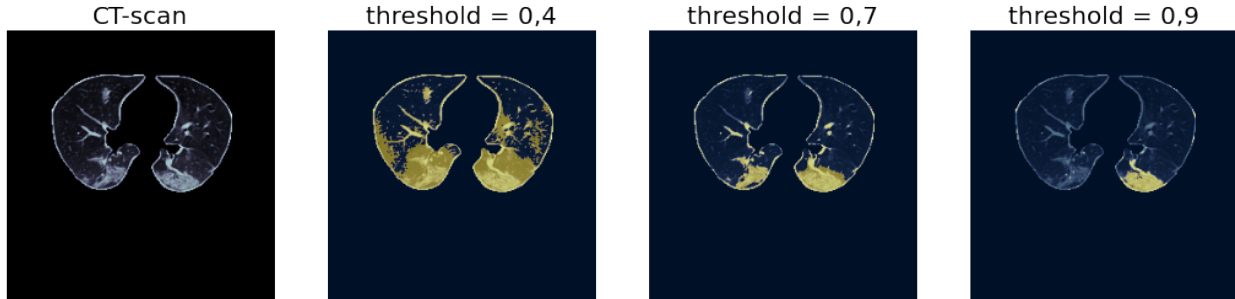 CT-scan
threshold = 0,4
threshold = 0,7
threshold = 0,9